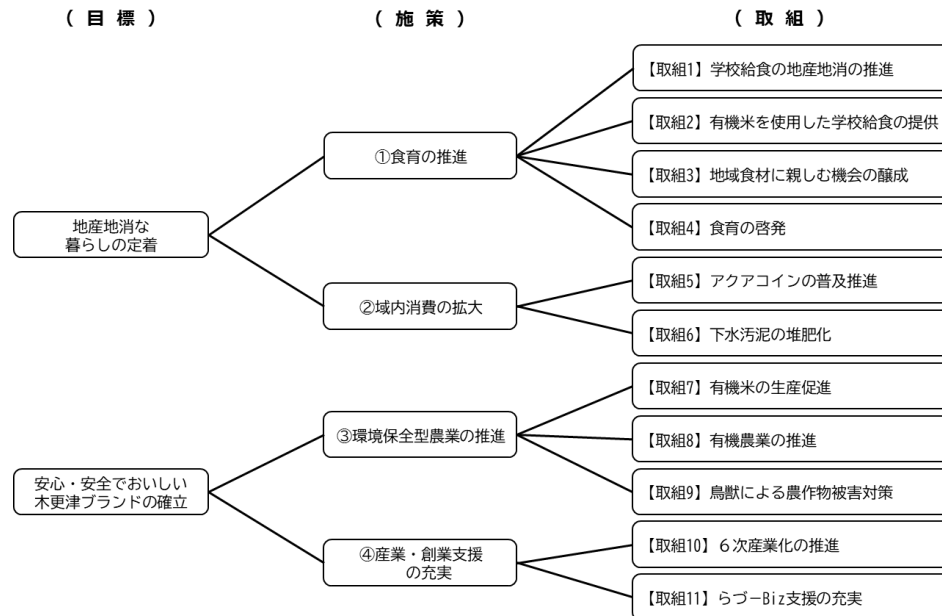 （ 目 標 ）
（ 施 策 ）
（ 取 組 ）
地産地消な
暮らしの定着
①食育の推進
【取組1】学校給食の地産地消の推進
【取組2】有機米を使用した学校給食の提供
【取組3】地域食材に親しむ機会の醸成
【取組4】食育の啓発
②域内消費の拡大
【取組5】アクアコインの普及推進
【取組6】下水汚泥の堆肥化
安心・安全でおいしい
木更津ブランドの確立
③環境保全型農業の推進
【取組7】有機米の生産促進
【取組8】有機農業の推進
【取組9】鳥獣による農作物被害対策
④産業・創業支援
の充実
【取組10】６次産業化の推進
【取組11】らづ－Biz支援の充実